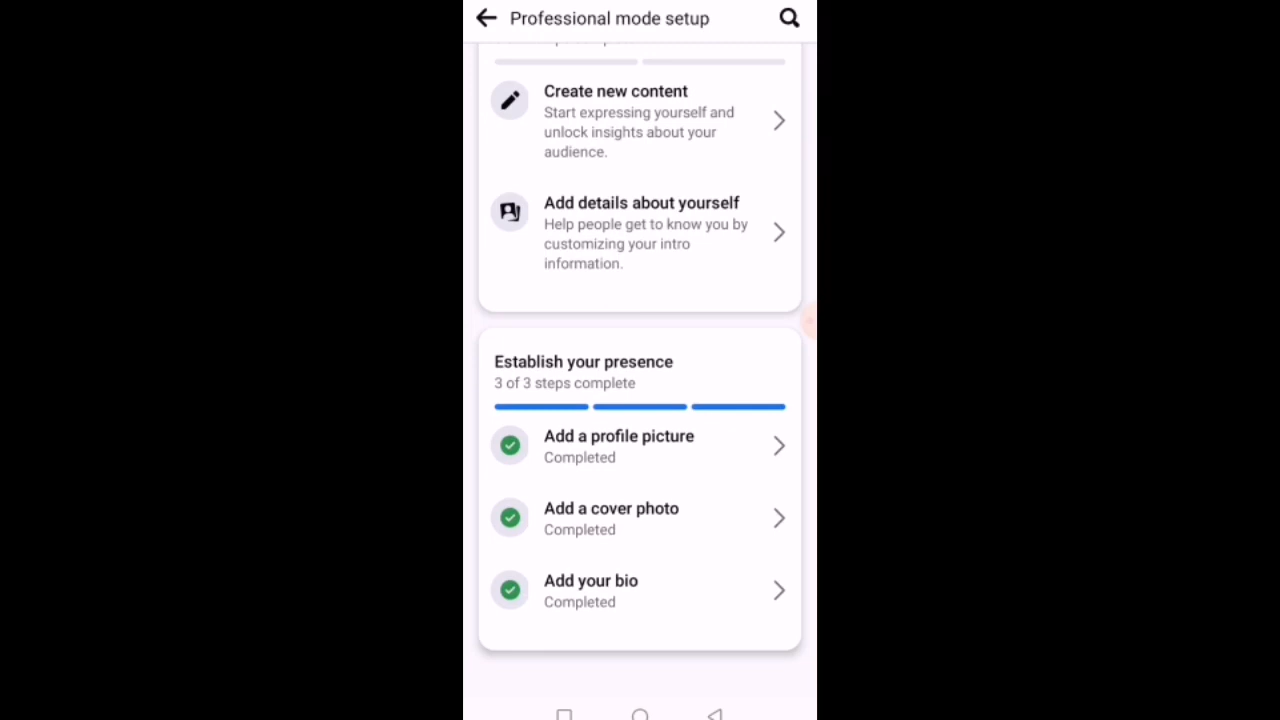 Professional mode setup
Create new content
Start expressing yourself and
unlock insights about your
audience.
Add details about yourself
Help people get to know you by
customizing your intro
information.
Establish your presence
3 of 3 steps complete
Add a profile picture
Completed
Add a cover photo
Completed
Add your bio
Completed